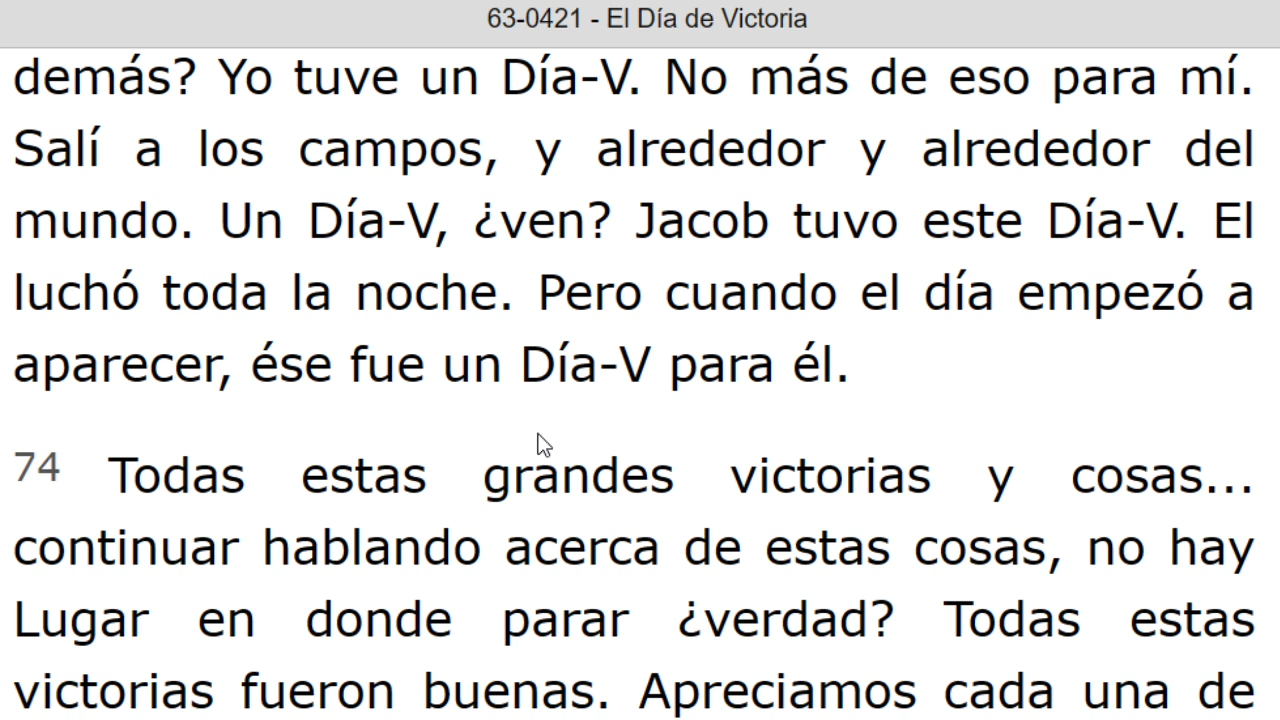 63-0421 - El Día de Victoria
demás? Yo tuve un Día-V. No más de eso para mí.
Salí a los campos, y alrededor y alrededor del
mundo. Un Día-V, ¿ven? Jacob tuvo este Día-V. El
luchó toda la noche. Pero cuando el día empezó a
aparecer, ése fue un Día-V para él.
74 Todas estas grandes victorias y cosas...
continuar hablando acerca de estas cosas, no hay
Lugar en donde parar ¿verdad? Todas estas
victorias fueron buenas. Apreciamos cada una de